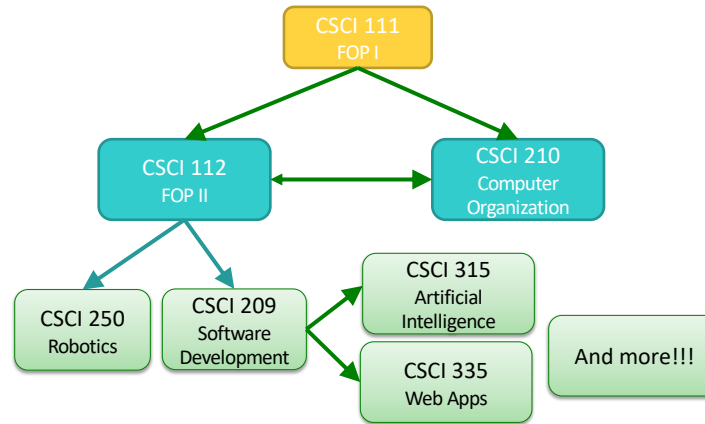 CSCI 111
FOP I
CSCI 112
FOP II
CSCI 210
Computer
Organization
CSCI 250
Robotics
CSCI 209
Software
Development
CSCI 315
Artificial
Intelligence
CSCI 335
Web Apps
And more!!!